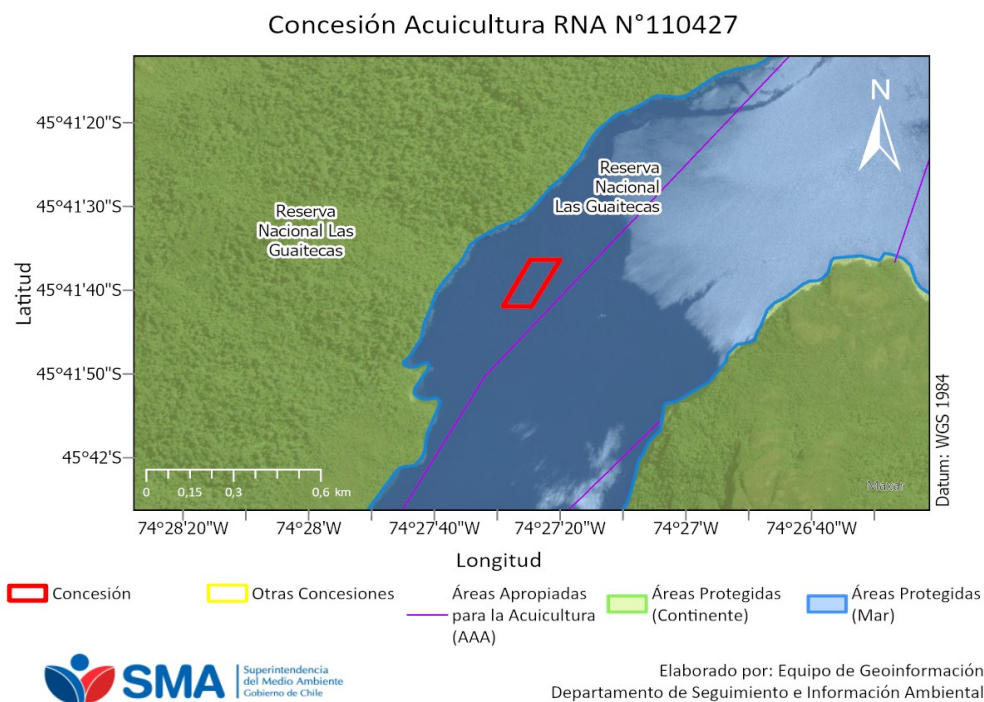 Concesión Acuicultura RNA N°110427
N
45°41'20"S
45°41'30"S
45°41'40"S
45°41'50"S
45°42'S
Latitud
Reserva
Nacional
Las Guaitecas
Reserva
Nacional Las
Guaitecas
Datum: WGS 1984
Maxar
0 0,15 0,3 0,6 km
74°28'20"W 74°28'W 74°27'40"W 74°27'20"W 74°27'W 74°26'40"W
Longitud
Concesión
Otras Concesiones
Áreas Apropiadas
para la Acuicultura
(AAA)
Áreas Protegidas
(Continente)
Áreas Protegidas
(Mar)
SMA
Superintendencia
del Medio Ambiente
Gobierno de Chile
Elaborado por: Equipo de Geoinformación
Departamento de Seguimiento e Información Ambiental